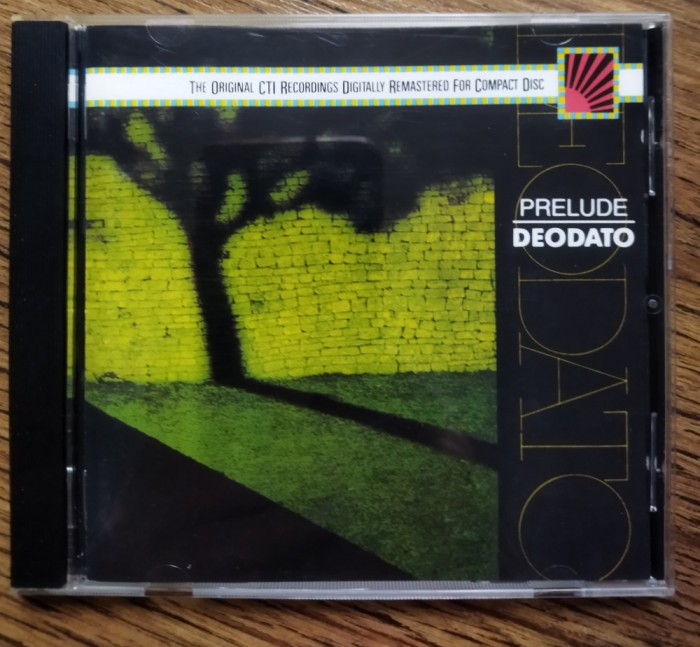 THE ORIGINAL CTI RECORDINGS DIGITALLY REMASTERED FOR COMPACT DISC
PRELUDE
DEODATO
DEODATO